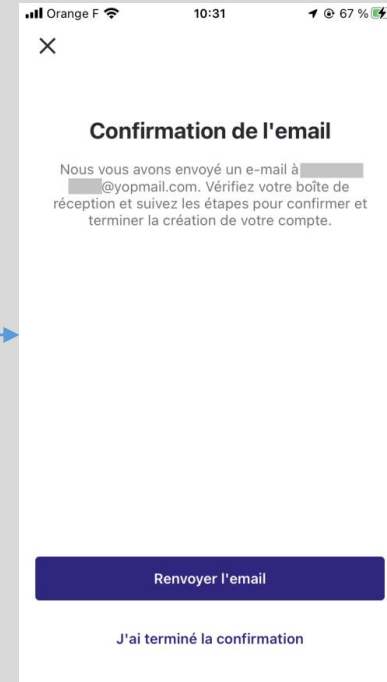 Orange F 10:31 67 %
Confirmation de l'email
Nous vous avons envoyé un e-mail à
@yopmail.com. Vérifiez votre boîte de
réception et suivez les étapes pour confirmer et
terminer la création de votre compte.
Renvoyer l'email
J'ai terminé la confirmation